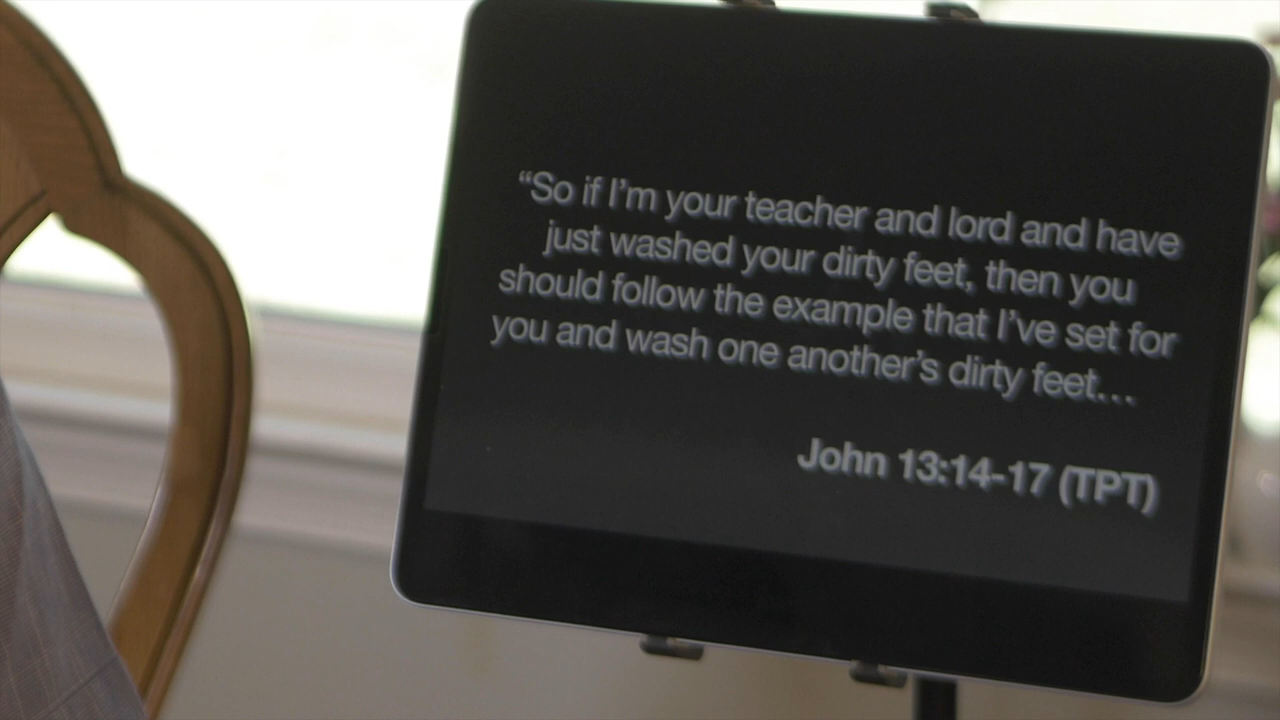 “So if I’m your teacher and lord and have
just washed your dirty feet, then you
should follow the example that I’ve set for
you and wash one another’s dirty feet…
John 13:14-17 (TPT)